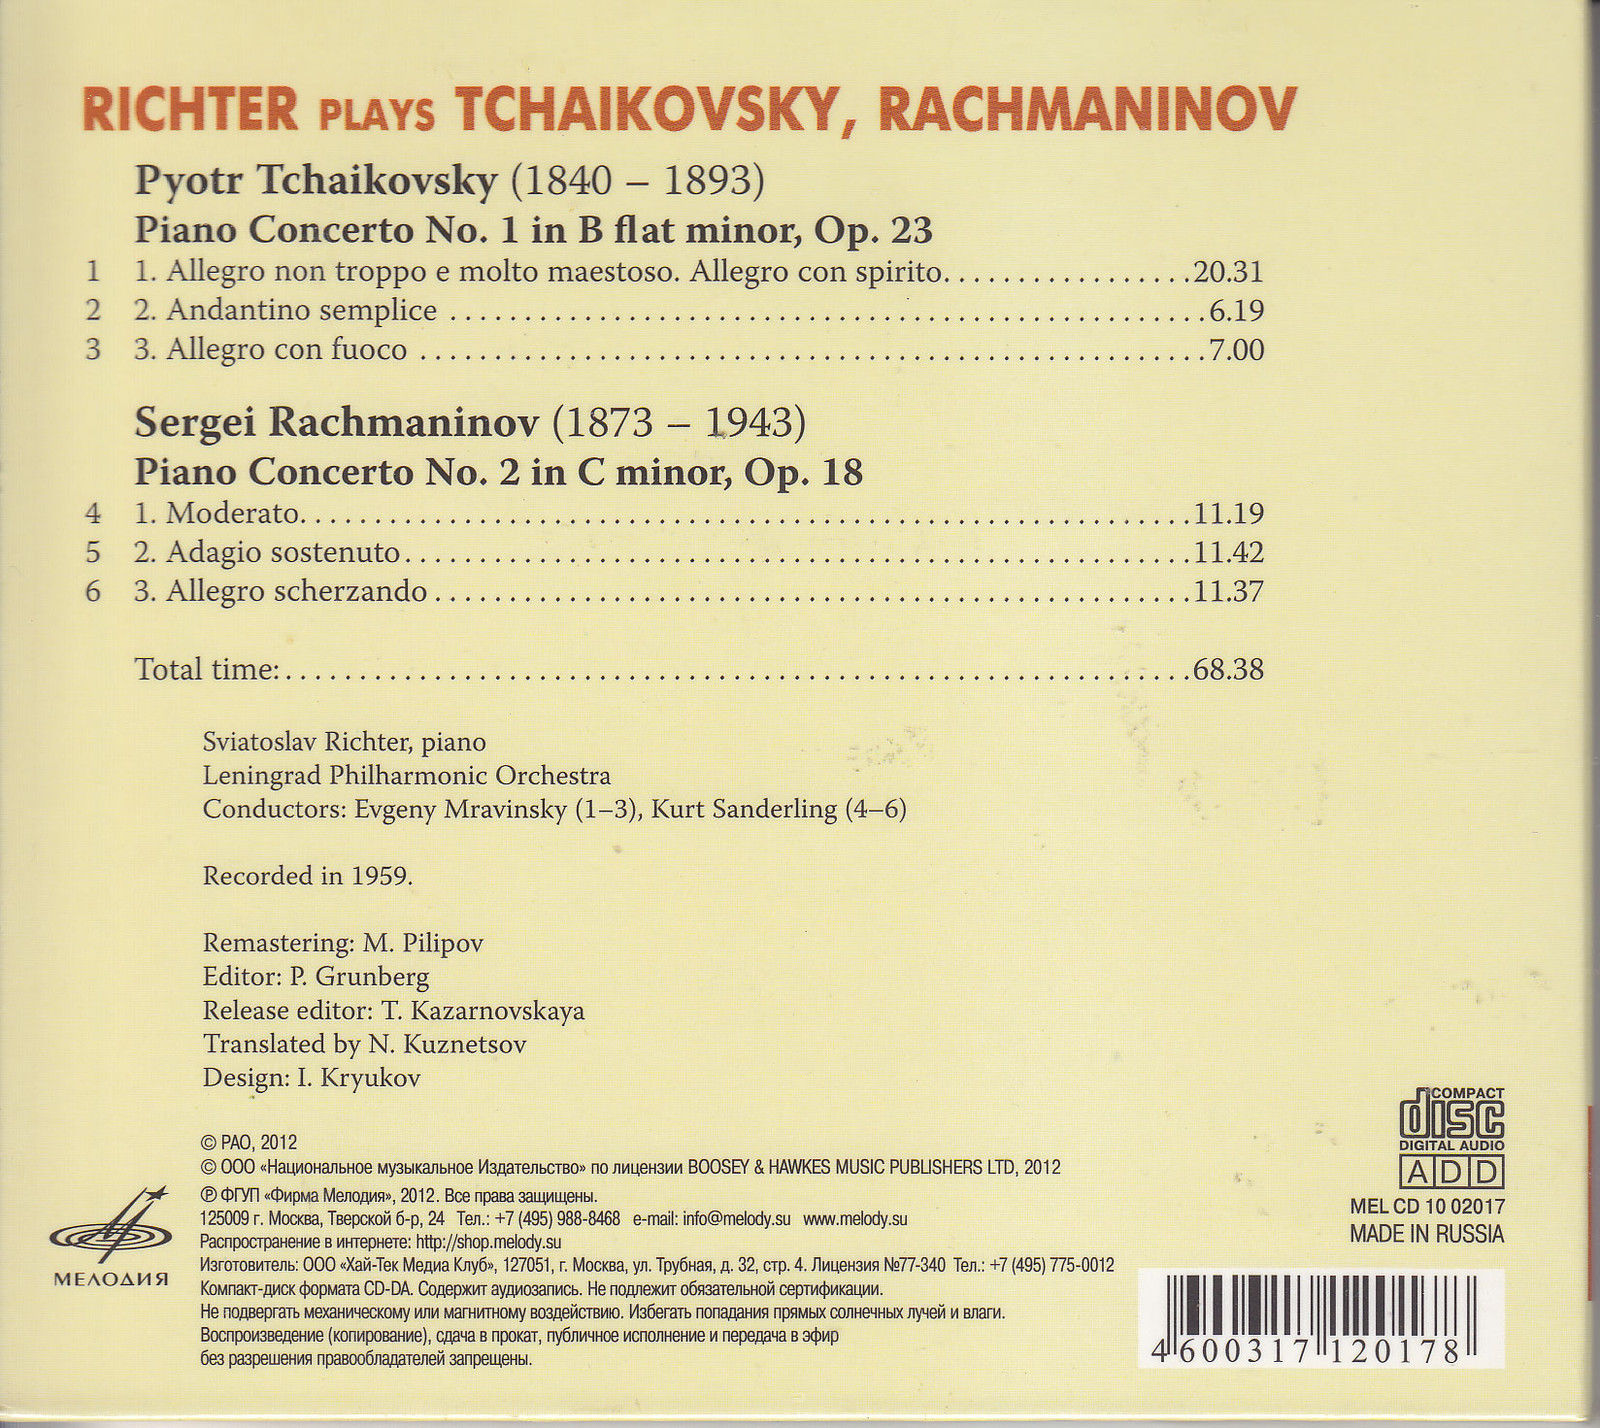 RICHTER PLAYS TCHAIKOVSKY, RACHMANINOV
Pyotr Tchaikovsky (1840 – 1893)
Piano Concerto No. 1 in B flat minor, Op. 23
1 1. Allegro non troppo e molto maestoso. Allegro con spirito. . . . . . . . . . . . . . . . .20.31
2 2. Andantino semplice . . . . . . . . . . . . . . . . . . . . . . . . . . . . . . . . . . . . . . . . . . . . . . . . . . .6.19
3 3. Allegro con fuoco . . . . . . . . . . . . . . . . . . . . . . . . . . . . . . . . . . . . . . . . . . . . . . . . . . . . .7.00
Sergei Rachmaninov (1873 – 1943)
Piano Concerto No. 2 in C minor, Op. 18
4 1. Moderato. . . . . . . . . . . . . . . . . . . . . . . . . . . . . . . . . . . . . . . . . . . . . . . . . . . . . . . . . . . .11.19
5 2. Adagio sostenuto. . . . . . . . . . . . . . . . . . . . . . . . . . . . . . . . . . . . . . . . . . . . . . . . . . . . .11.42
6 3. Allegro scherzando . . . . . . . . . . . . . . . . . . . . . . . . . . . . . . . . . . . . . . . . . . . . . . . . . . .11.37
Total time:. . . . . . . . . . . . . . . . . . . . . . . . . . . . . . . . . . . . . . . . . . . . . . . . . . . . . . . . . . . . .68.38
Sviatoslav Richter, piano
Leningrad Philharmonic Orchestra
Conductors: Evgeny Mravinsky (1–3), Kurt Sanderling (4–6)
Recorded in 1959.
Remastering: M. Pilipov
Editor: P. Grunberg
Release editor: T. Kazarnovskaya
Translated by N. Kuznetsov
Design: I. Kryukov
© РАО, 2012
© ООО «Национальное музыкальное Издательство» по лицензии BOOSEY & HAWKES MUSIC PUBLISHERS LTD, 2012
℗ ФГУП «Фирма Мелодия», 2012. Все права защищены.
125009 г. Москва, Тверской б-р, 24 Тел.: +7 (495) 988-8468 e-mail: info@melody.su www.melody.su
Распространение в интернете: http://shop.melody.su
Изготовитель: ООО «Хай-Тек Медиа Клуб», 127051, г. Москва, ул. Трубная, д. 32, стр. 4. Лицензия №77-340 Тел.: +7 (495) 775-0012
Компакт-диск формата CD-DA. Содержит аудиозапись. Не подлежит обязательной сертификации.
Не подвергать механическому или магнитному воздействию. Избегать попадания прямых солнечных лучей и влаги.
Воспроизведение (копирование), сдача в прокат, публичное исполнение и передача в эфир
без разрешения правообладателей запрещены.
МЕЛОДИЯ
COMPACT
disc
DIGITAL AUDIO
ADD
MEL CD 10 02017
MADE IN RUSSIA
4 600317 120178